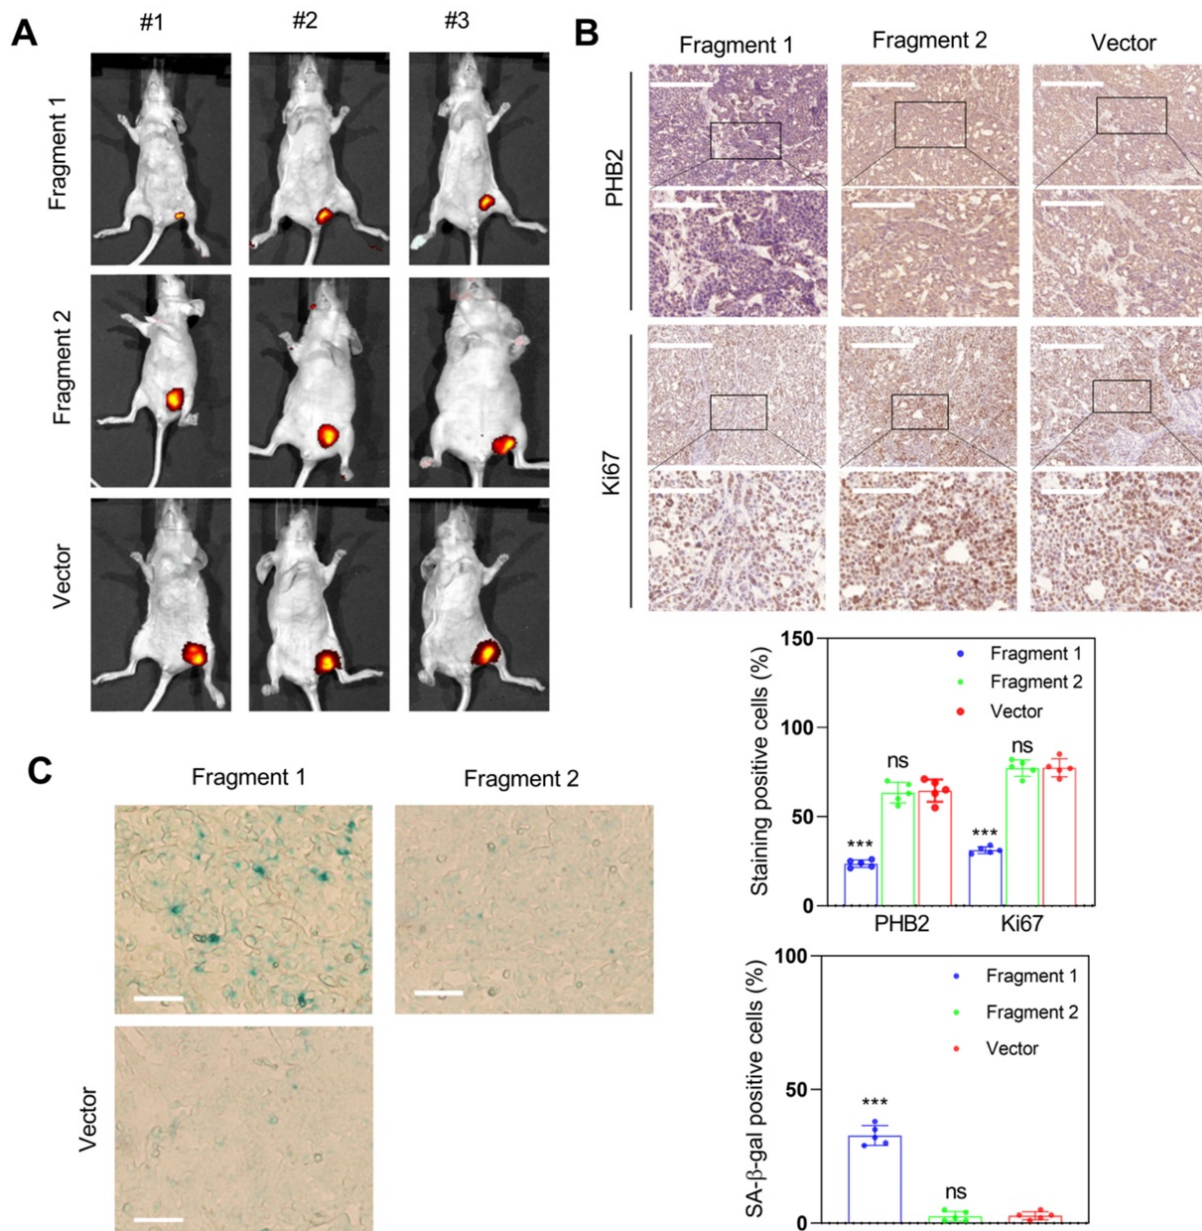 A
#1
#2
#3
Fragment 1
Fragment 2
Vector
B
Fragment 1
Fragment 2
Vector
PHB2
Ki67
Staining positive cells (%)
150
100
50
0
Fragment 1
Fragment 2
Vector
***
ns
***
ns
PHB2
Ki67
C
Fragment 1
Fragment 2
Vector
SA-β-gal positive cells (%)
100
50
0
Fragment 1
Fragment 2
Vector
***
ns